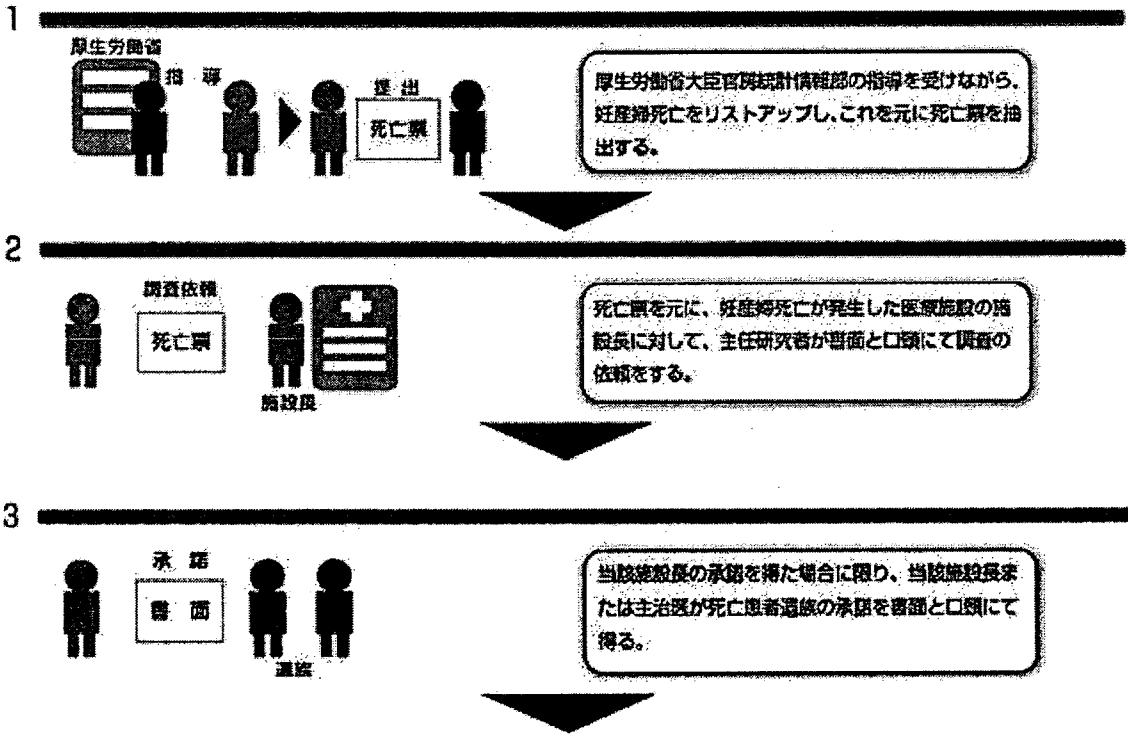 1
厚生労働省
指 導
提 出
死亡票
厚生労働省大臣官房統計情報部の指導を受けながら、
妊産婦死亡をリストアップし、これを元に死亡票を抽
出する。
2
調査依頼
死亡票
施設長
死亡票を元に、妊産婦死亡が発生した医療施設の施
設長に対して、主任研究者が書面と口頭にて調査の
依頼をする。
3
承 諾
書 面
遺族
当該施設長の承諾を得た場合に限り、当該施設長ま
たは主治医が死亡患者遺族の承諾を書面と口頭にて
得る。